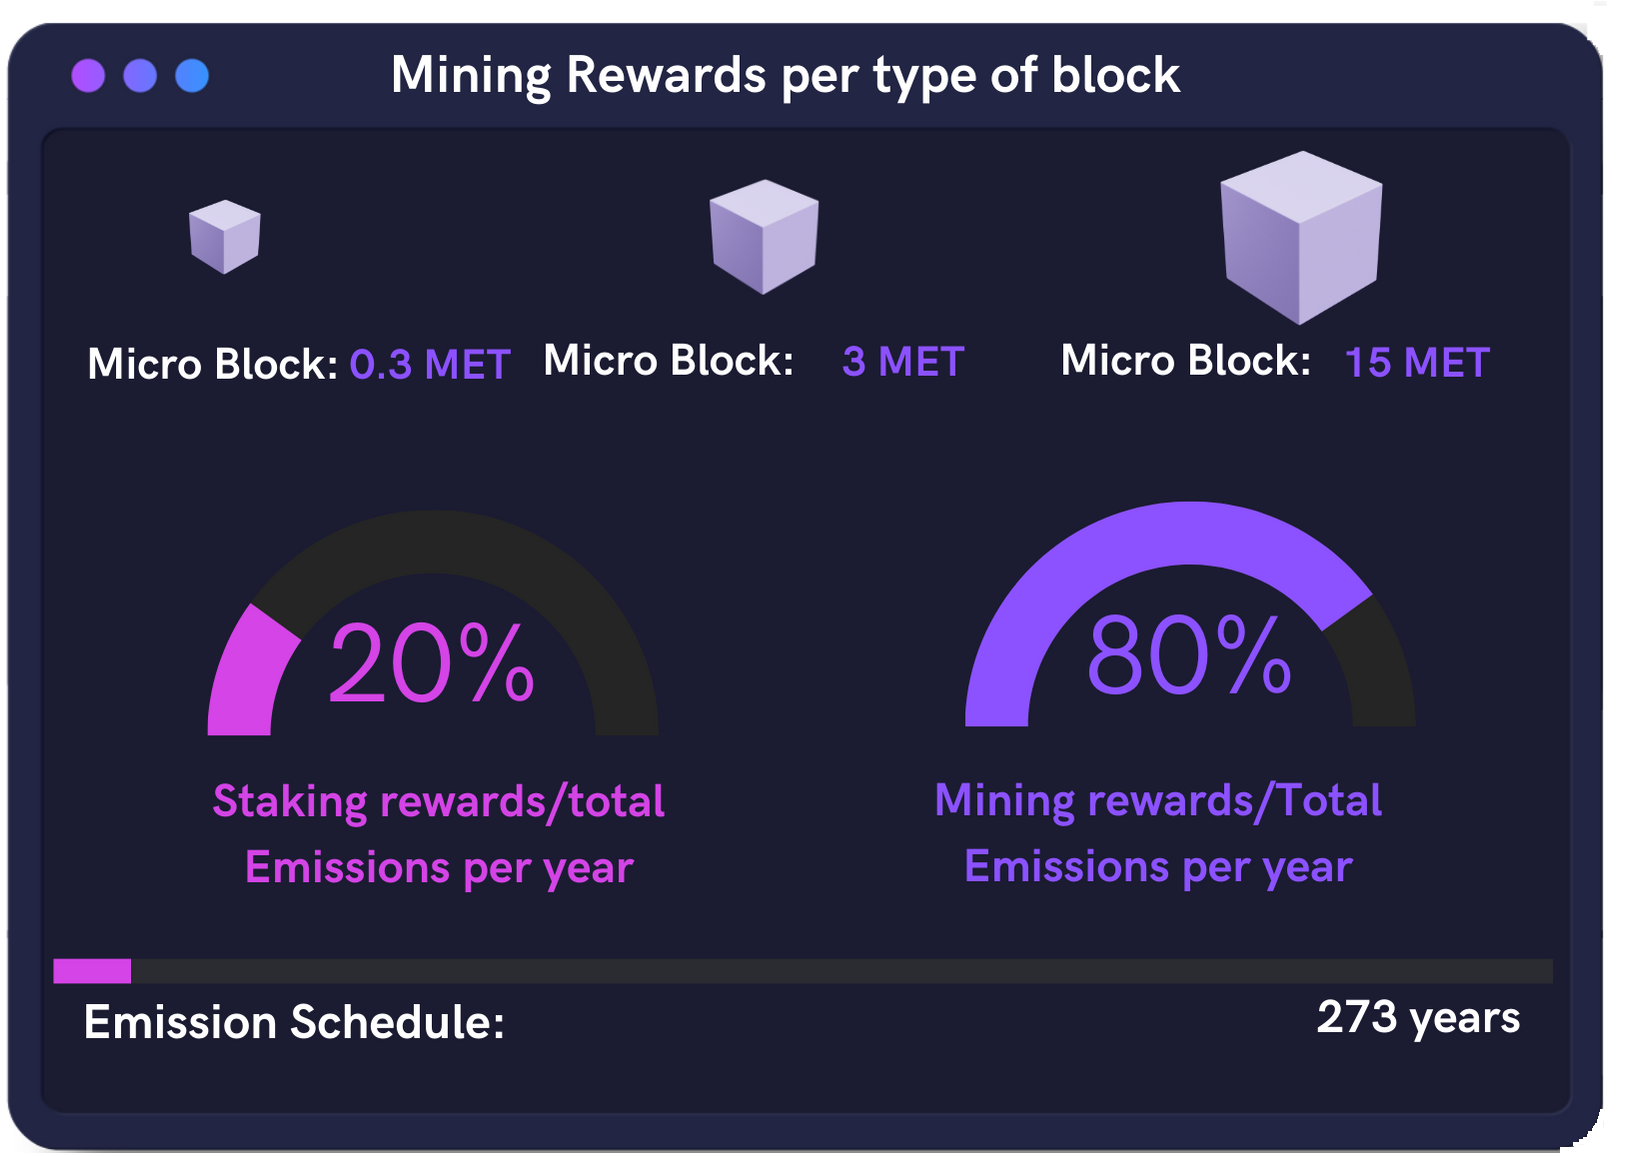 Mining Rewards per type of block
Micro Block: 0.3 MET
Micro Block: 3 MET
Micro Block: 15 MET
20%
Staking rewards/total
Emissions per year
80%
Mining rewards/Total
Emissions per year
Emission Schedule:
273 years